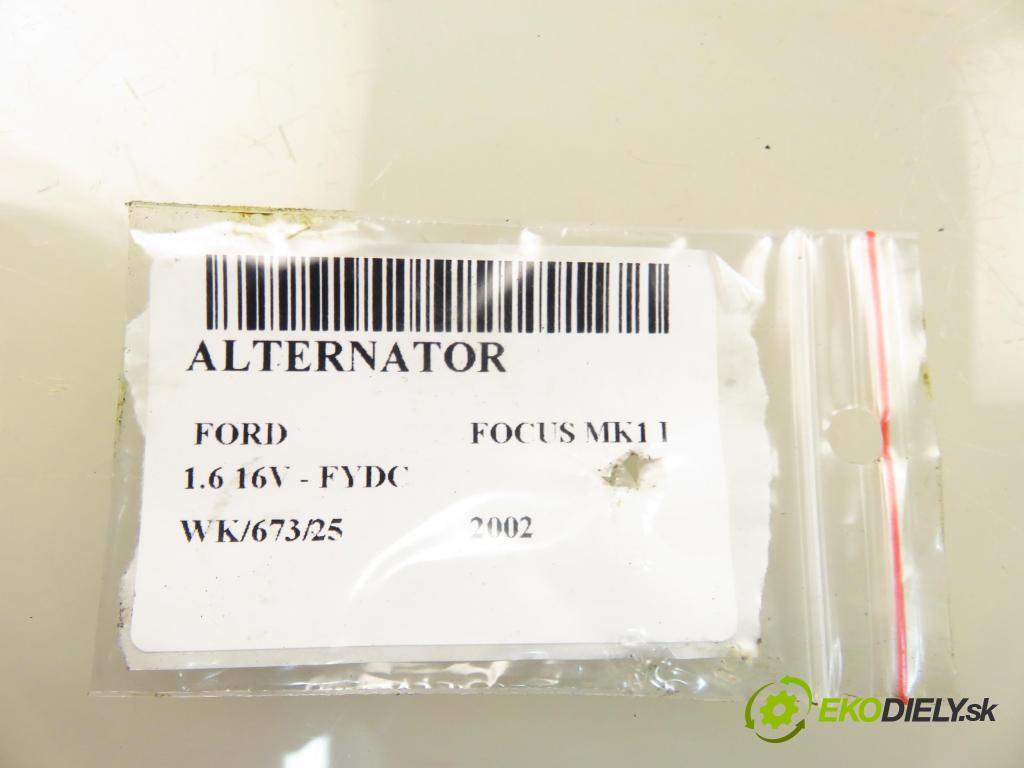 ALTERNATOR
FORD FOCUS MK1 I
1.6 16V - FYDC
WK/673/25 2002
EKODIELY.sk